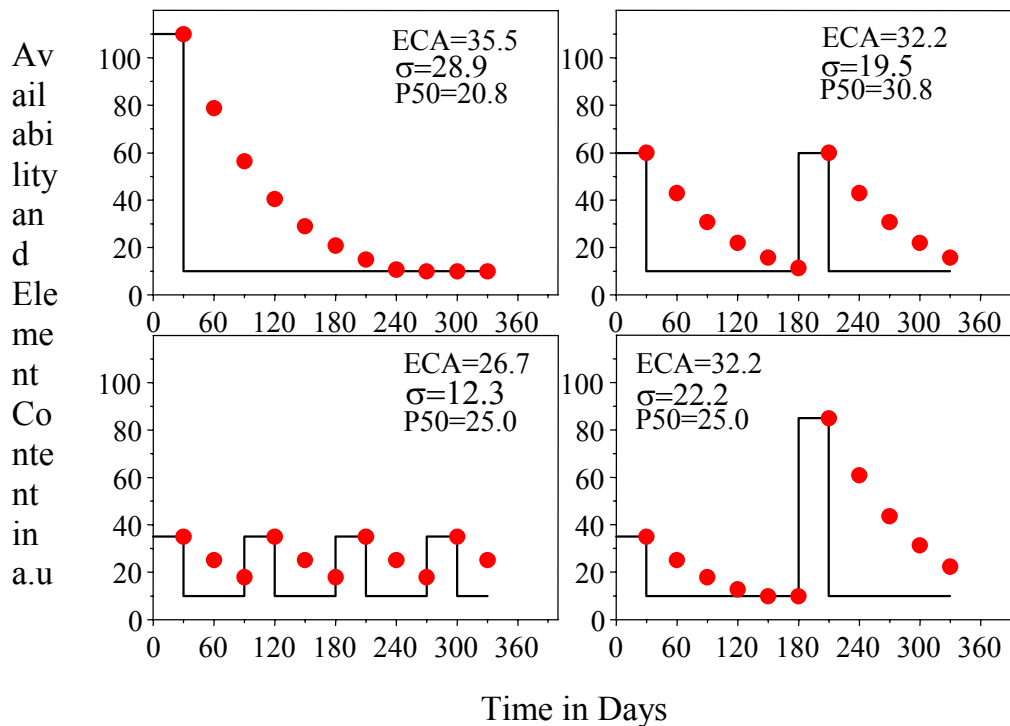 Av
ail
abi
lity
an
d
Ele
me
nt
Co
nte
nt
in
a.u
100
80
60
40
20
0
ECA=35.5
σ=28.9
P50=20.8
0 60 120 180 240 300 360
100
80
60
40
20
0
ECA=32.2
σ=19.5
P50=30.8
0 60 120 180 240 300 360
100
80
60
40
20
0
ECA=26.7
σ=12.3
P50=25.0
0 60 120 180 240 300 360
100
80
60
40
20
0
ECA=32.2
σ=22.2
P50=25.0
0 60 120 180 240 300 360
Time in Days